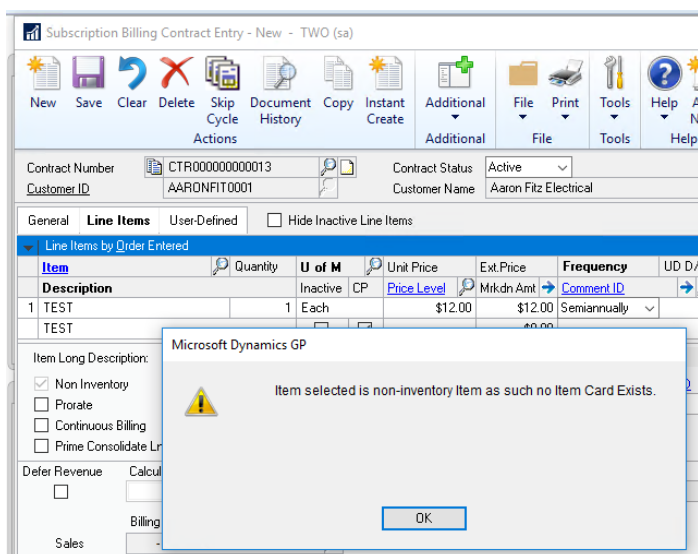 Subscription Billing Contract Entry - New - TWO (sa)
New Save Clear Delete Skip Cycle Document History Copy Instant Create Additional File Print Tools Help
Actions Additional File Tools Help
Contract Number CTR000000000013 Contract Status Active
Customer ID AARONFIT0001 Customer Name Aaron Fitz Electrical
General Line Items User-Defined Hide Inactive Line Items
Line Items by Order Entered
Item Quantity U of M Unit Price Ext.Price Frequency
Description Inactive CP Price Level Mrkdn Amt Comment ID
1 TEST 1 Each $12.00 $12.00 Semiannually
TEST
Microsoft Dynamics GP
Item Long Description:
Item selected is non-inventory Item as such no Item Card Exists.
Non Inventory
Prorate
Continuous Billing
Prime Consolidate
Defer Revenue
OK
Billing
Sales -